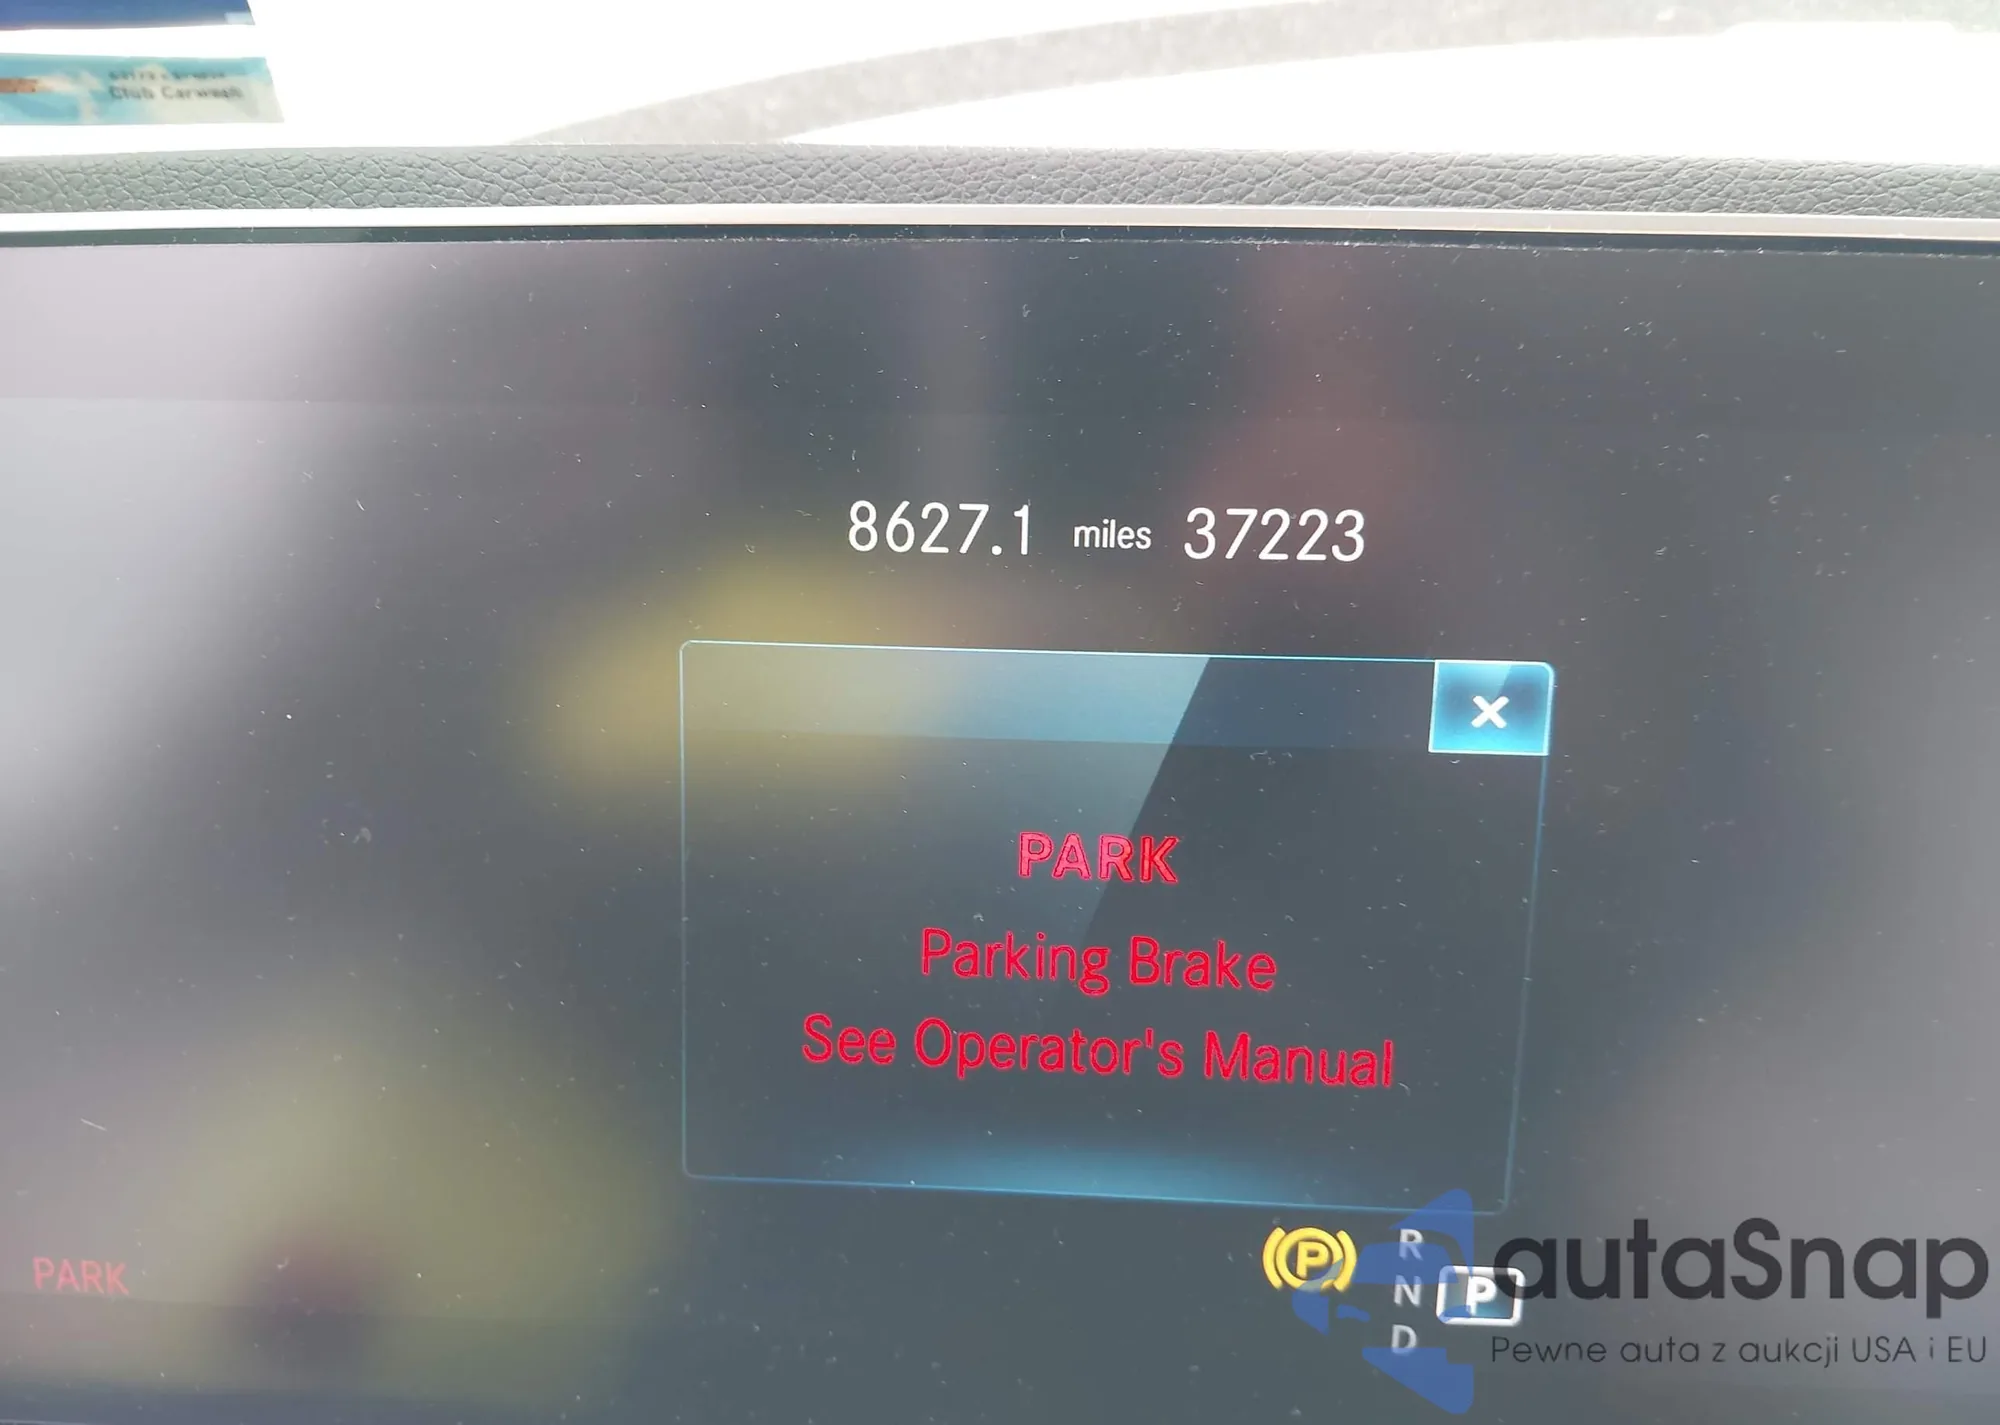 Club Carwash
8627.1 miles 37223
PARK
Parking Brake
See Operator's Manual
PARK
P
R
N
D
P
autaSnap
Pewne auta z aukcji USA i EU